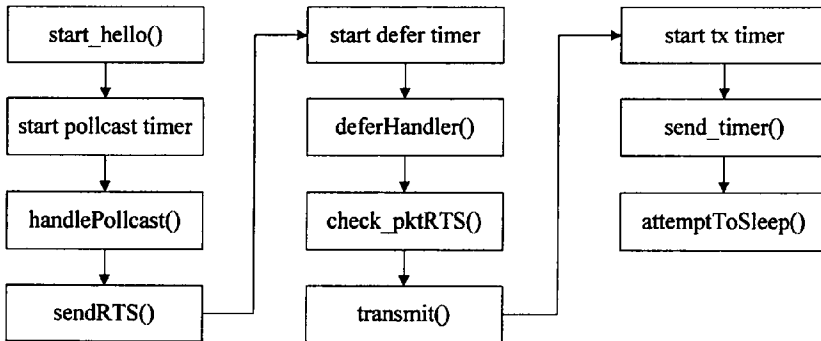 start_hello()
start pollcast timer
handlePollcast()
sendRTS()
start defer timer
deferHandler()
check_pktRTS()
transmit()
start tx timer
send_timer()
attemptToSleep()